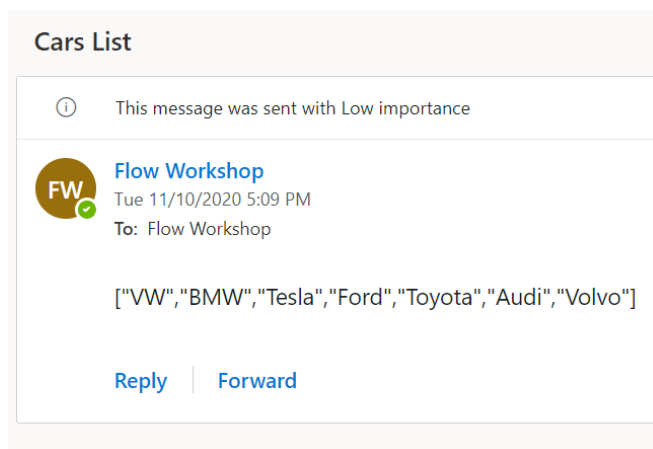 Cars List
This message was sent with Low importance
FW
Flow Workshop
Tue 11/10/2020 5:09 PM
To: Flow Workshop
["VW","BMW","Tesla","Ford","Toyota","Audi","Volvo"]
Reply Forward